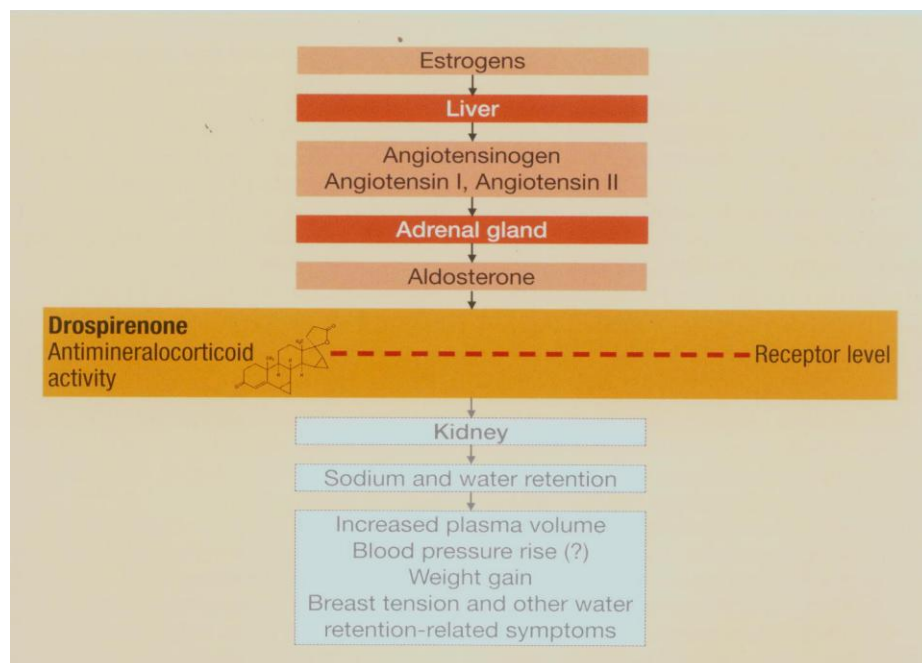 Estrogens
Liver
Angiotensinogen
Angiotensin I, Angiotensin II
Adrenal gland
Aldosterone
Drospirenone
Antimineralocorticoid
activity
Receptor level
Kidney
Sodium and water retention
Increased plasma volume
Blood pressure rise (?)
Weight gain
Breast tension and other water
retention-related symptoms